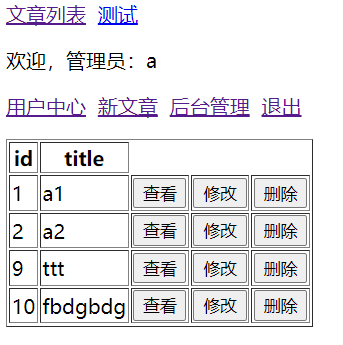 文章列表 测试
欢迎，管理员：a
用户中心 新文章 后台管理 退出
id title
1 a1 查看 修改 删除
2 a2 查看 修改 删除
9 ttt 查看 修改 删除
10 fbdgbdg 查看 修改 删除